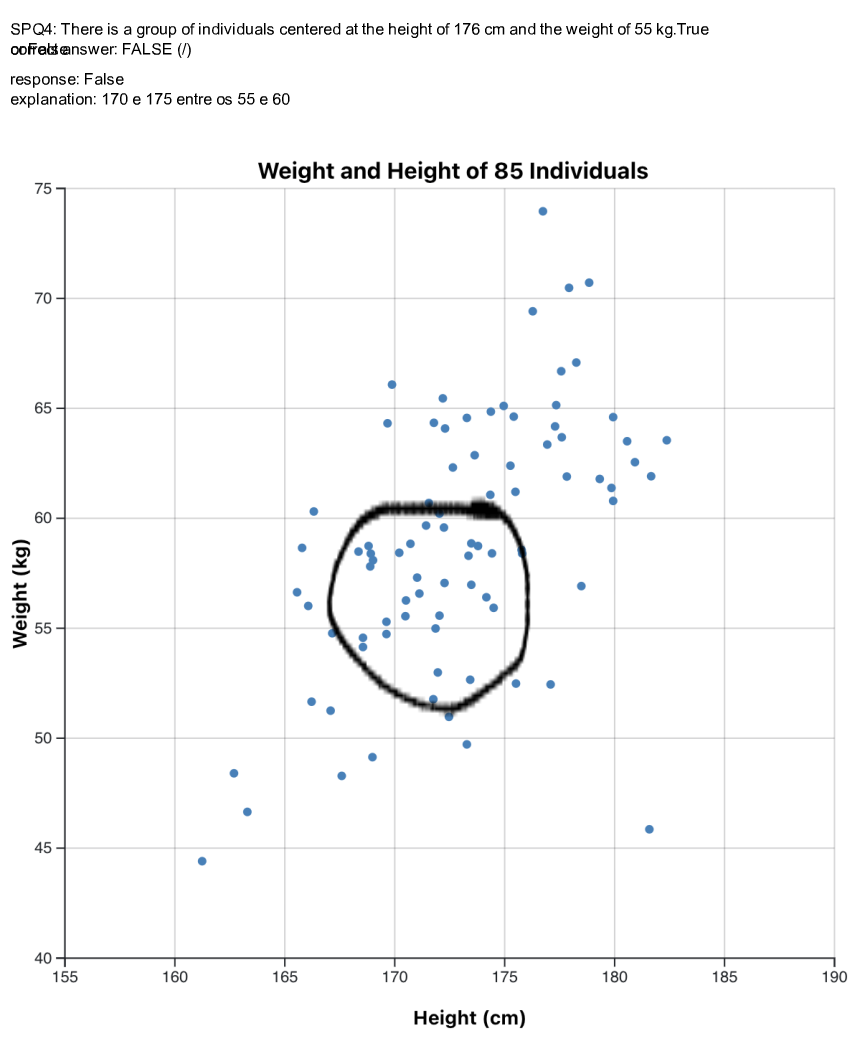 SPQ4: There is a group of individuals centered at the height of 176 cm and the weight of 55 kg.True
answer: FALSE (/)
response: False
explanation: 170 e 175 entre os 55 e 60
Weight and Height of 85 Individuals
75
70
65
60
55
50
45
40
Weight (kg)
155 160 165 170 175 180 185 190
Height (cm)